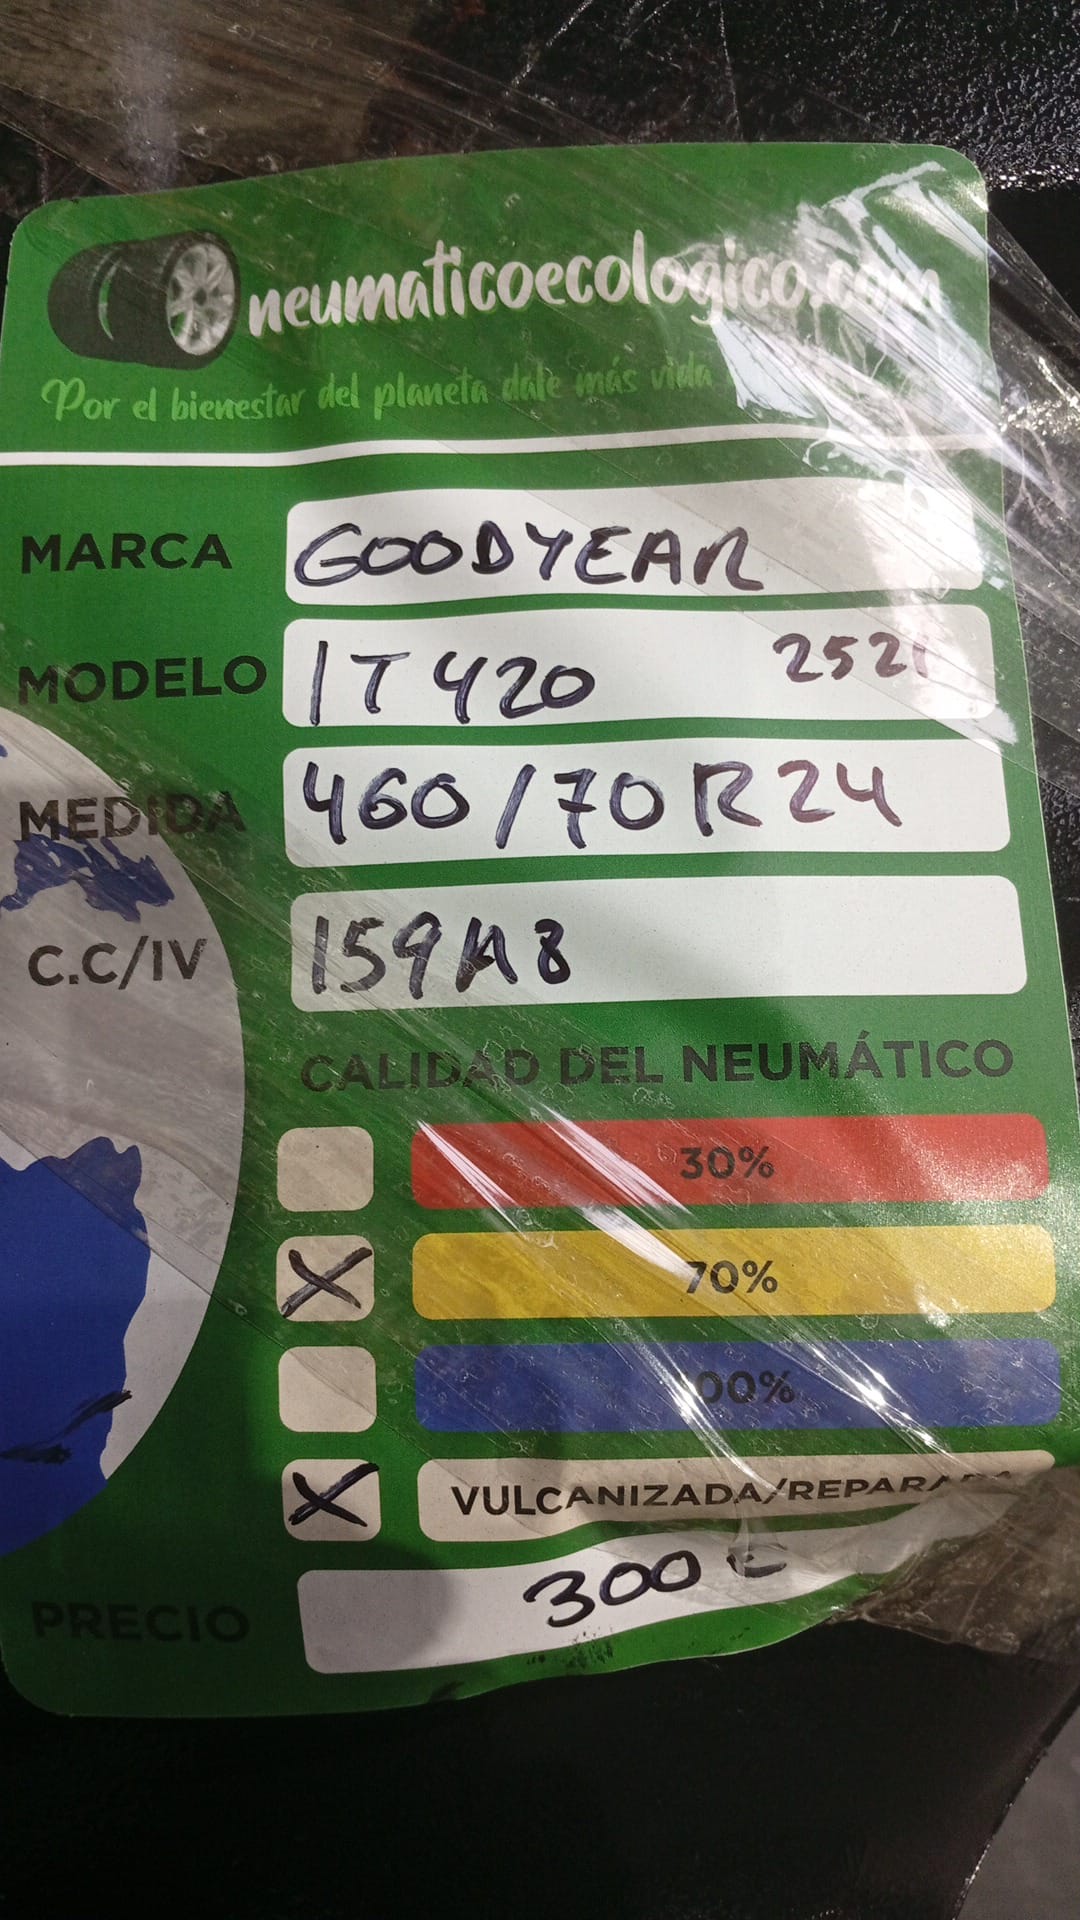 neumaticoecologico.com
Por el bienestar del planeta dale más vida
MARCA GOODYEAR
MODELO IT420 2521
MEDIDA 460/70R24
C.C/IV 159A8
CALIDAD DEL NEUMÁTICO
30%
X 70%
100%
X VULCANIZADA/REPARADA
PRECIO 300 €